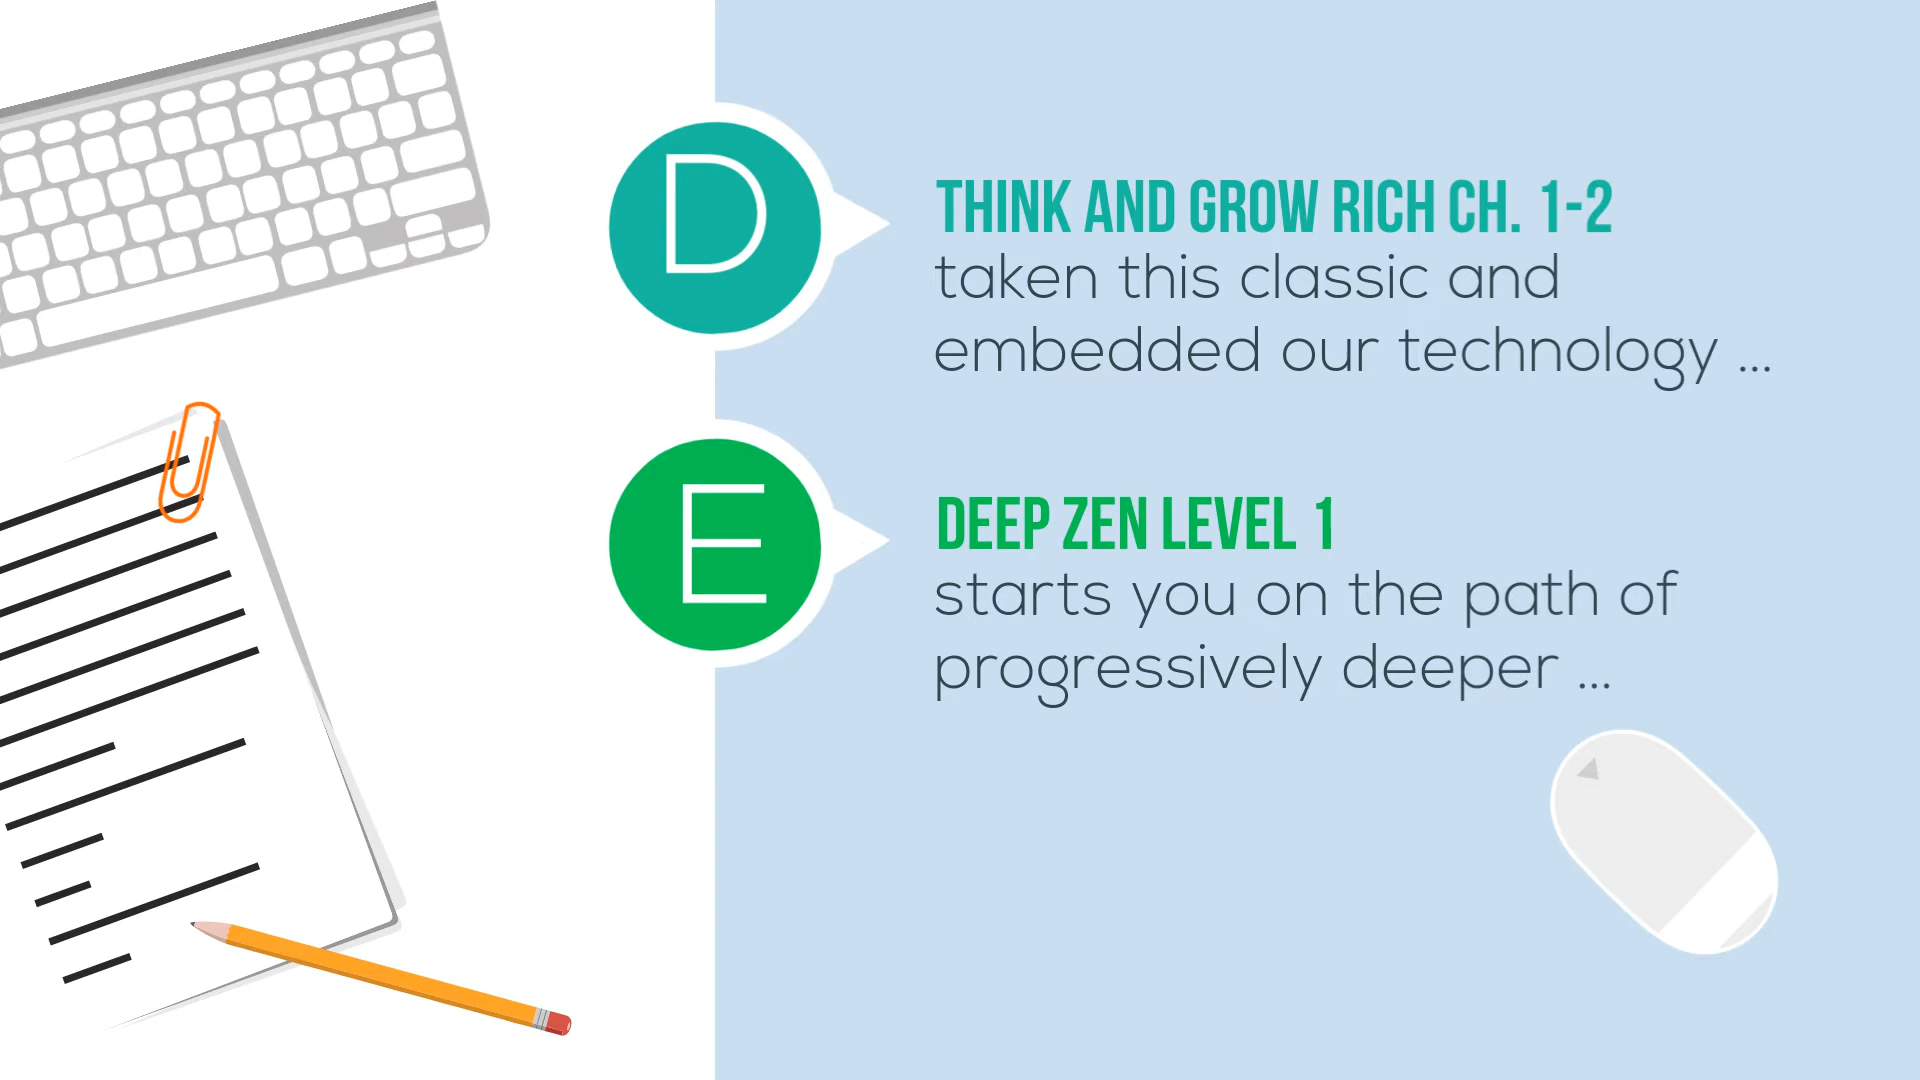 D
THINK AND GROW RICH CH. 1-2
taken this classic and
embedded our technology ...
E
DEEP ZEN LEVEL 1
starts you on the path of
progressively deeper ...